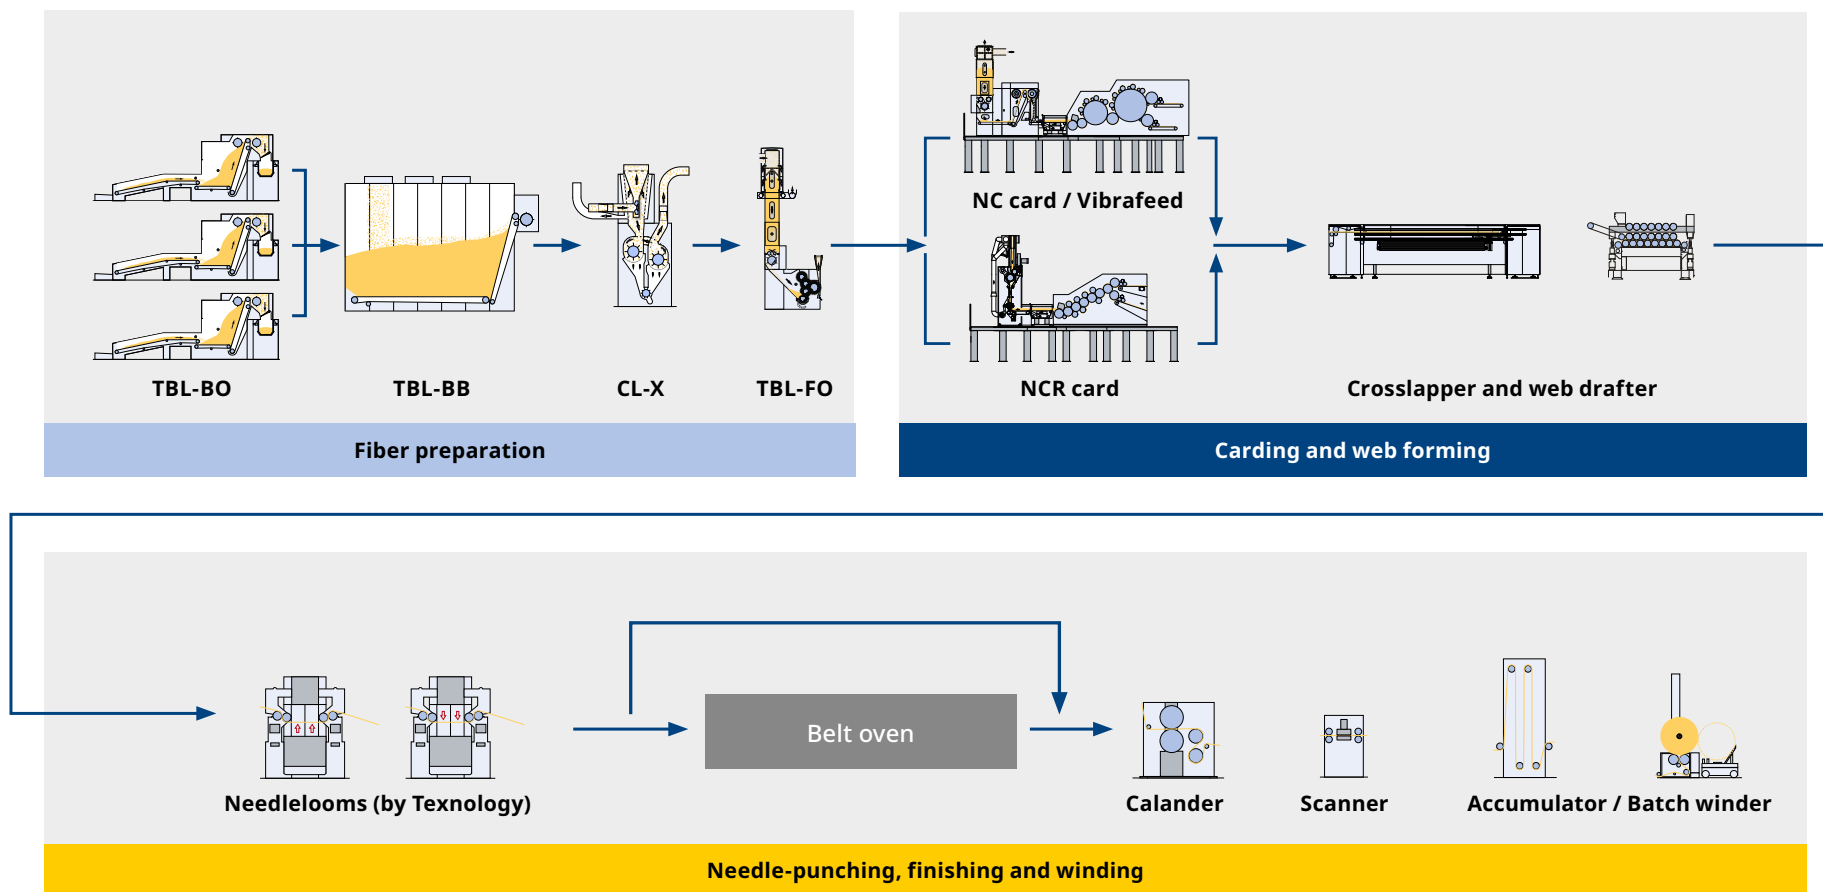 NC card / Vibrafeed
TBL-BO
TBL-BB
CL-X
TBL-FO
NCR card
Crosslapper and web drafter
Fiber preparation
Carding and web forming
Belt oven
Needlelooms (by Texnology)
Calander
Scanner
Accumulator / Batch winder
Needle-punching, finishing and winding